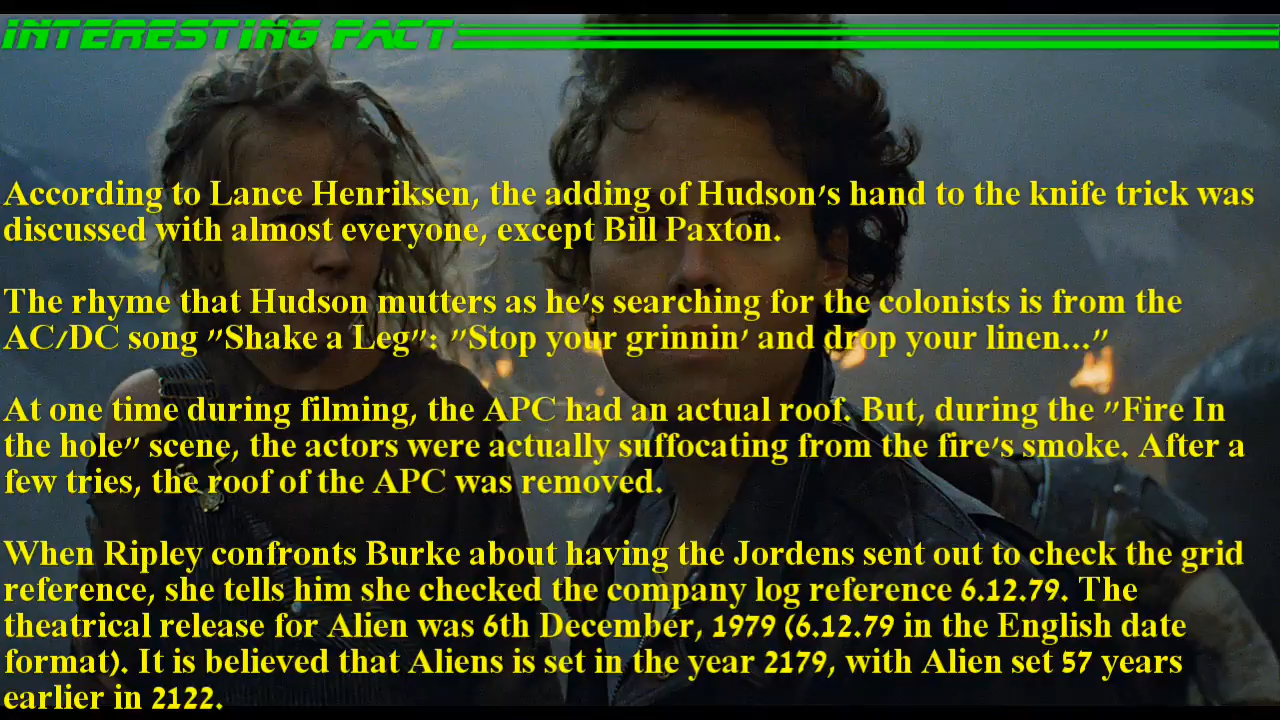 INTERESTING FACT
According to Lance Henriksen, the adding of Hudson's hand to the knife trick was
discussed with almost everyone, except Bill Paxton.
The rhyme that Hudson mutters as he's searching for the colonists is from the
AC/DC song "Shake a Leg": "Stop your grinnin' and drop your linen..."
At one time during filming, the APC had an actual roof. But, during the "Fire In
the hole" scene, the actors were actually suffocating from the fire's smoke. After a
few tries, the roof of the APC was removed.
When Ripley confronts Burke about having the Jordens sent out to check the grid
reference, she tells him she checked the company log reference 6.12.79. The
theatrical release for Alien was 6th December, 1979 (6.12.79 in the English date
format). It is believed that Aliens is set in the year 2179, with Alien set 57 years
earlier in 2122.